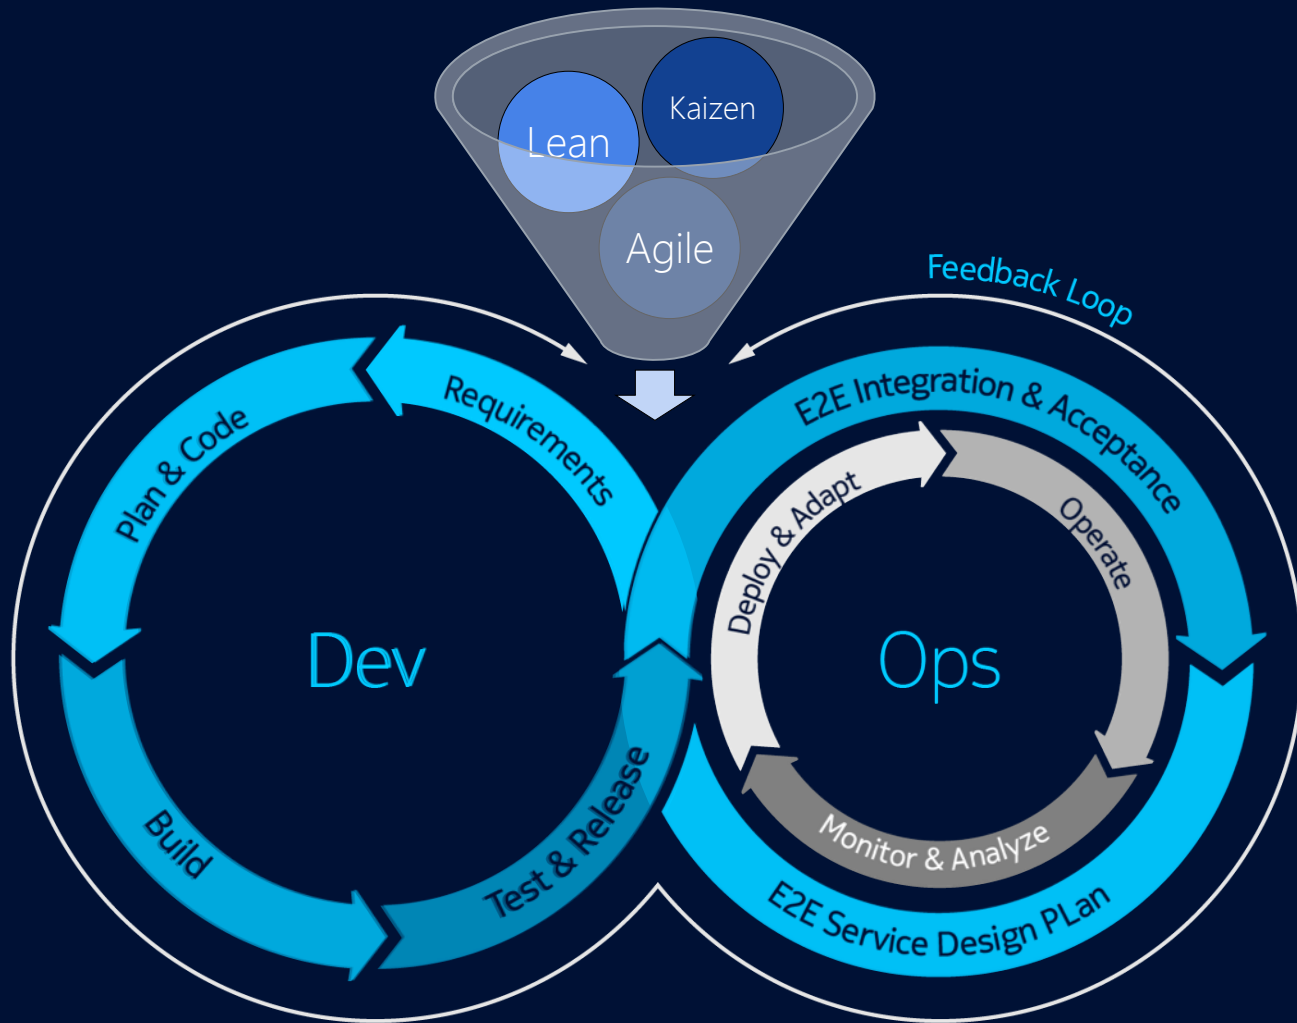 Kaizen
Lean
Agile
Feedback Loop
Requirements
Plan & Code
Build
Test & Release
Dev
E2E Integration & Acceptance
E2E Service Design PLan
Deploy & Adapt
Operate
Monitor & Analyze
Ops